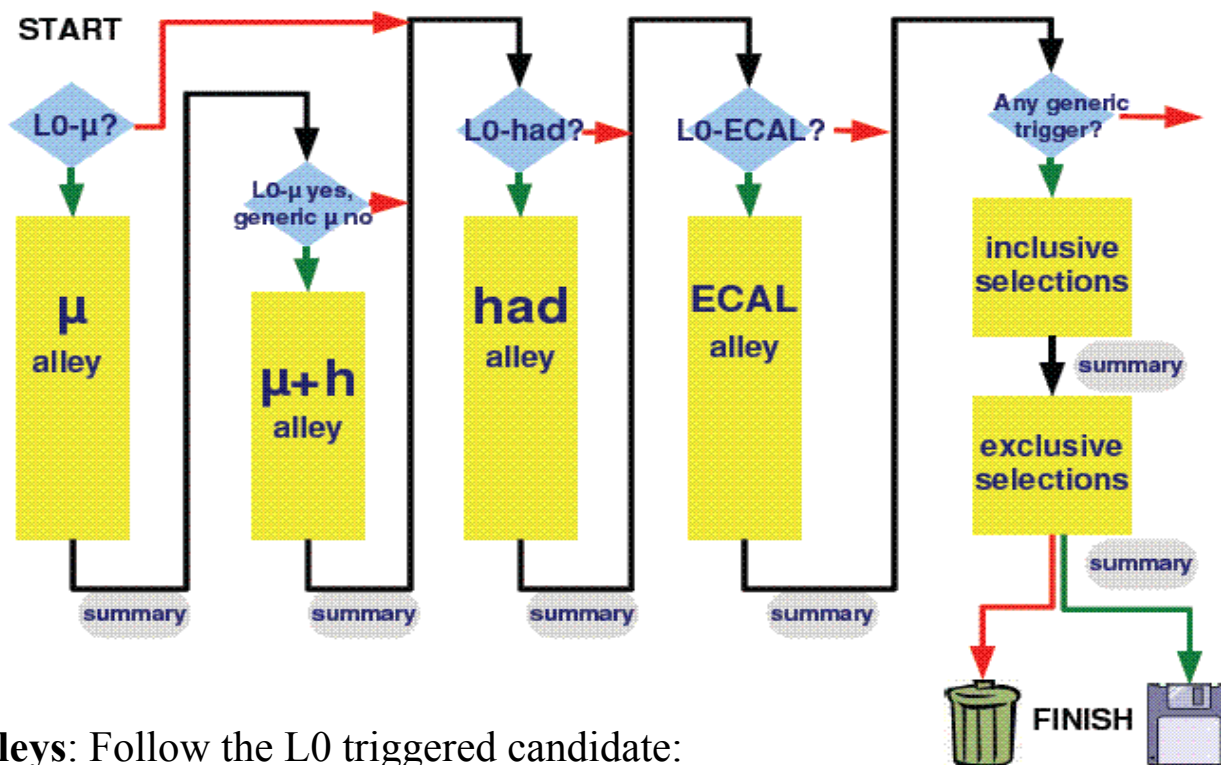 START
L0-μ?
μ
alley
summary
L0-μ yes,
generic μ no
μ+h
alley
summary
L0-had?
had
alley
summary
L0-ECAL?
ECAL
alley
summary
Any generic
trigger?
inclusive
selections
summary
exclusive
selections
summary
FINISH
lleys: Follow the L0 triggered candidate: